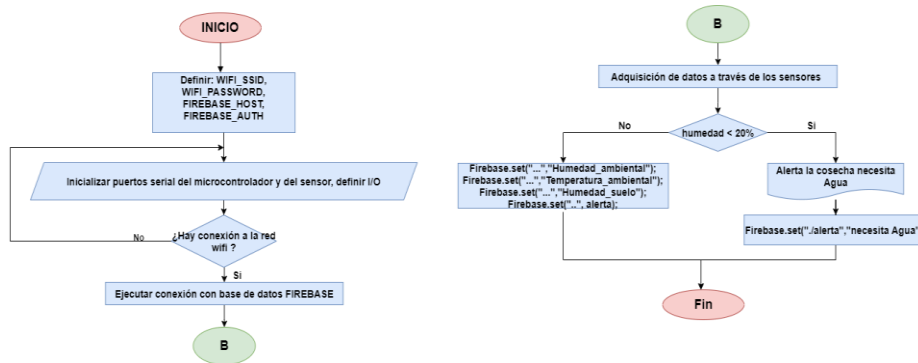 INICIO
Definir: WIFI_SSID,
WIFI_PASSWORD,
FIREBASE_HOST,
FIREBASE_AUTH
Inicializar puertos serial del microcontrolador y del sensor, definir I/O
¿Hay conexión a la red
wifi ?
No
Si
Ejecutar conexión con base de datos FIREBASE
B
B
Adquisición de datos a través de los sensores
humedad < 20%
No
Si
Firebase.set("...","Humedad_ambiental");
Firebase.set("...","Temperatura_ambiental");
Firebase.set("...","Humedad_suelo");
Firebase.set("..", alerta);
Alerta la cosecha necesita
Agua
Firebase.set("./alerta","necesita Agua"
Fin